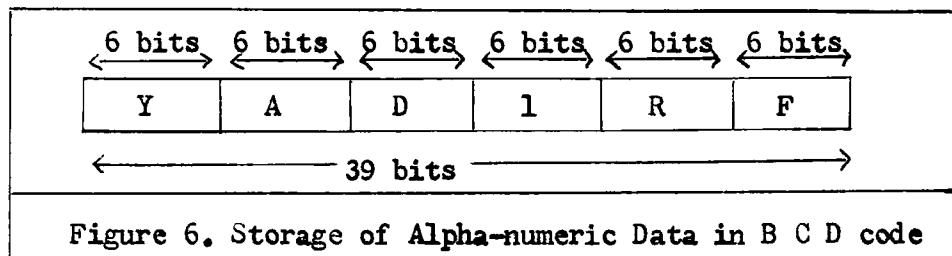 6 bits 6 bits 6 bits 6 bits 6 bits 6 bits
Y A D 1 R F
39 bits
Figure 6. Storage of Alpha-numeric Data in B C D code